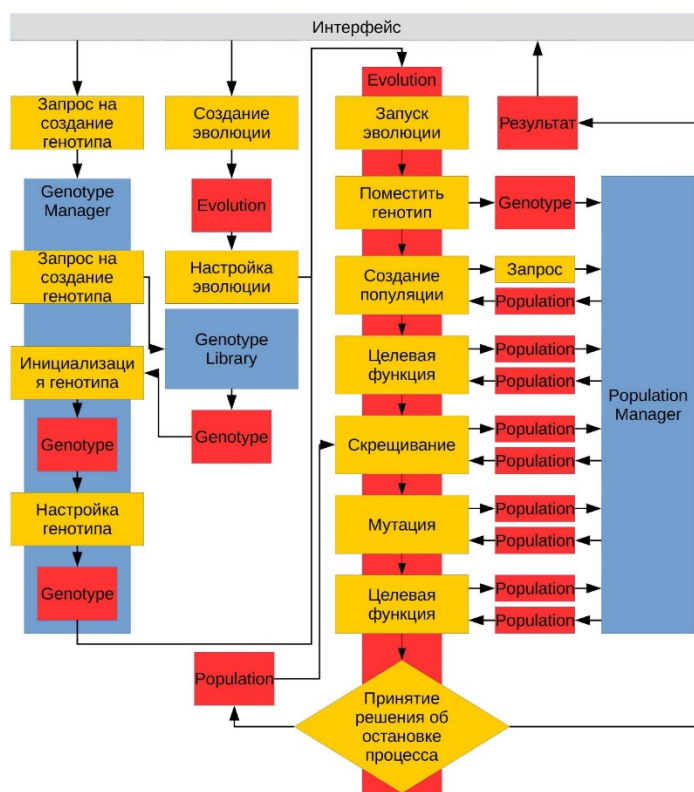 Интерфейс
Запрос на
создание
генотипа
Genotype
Manager
Запрос на
создание
генотипа
Инициализаци
я генотипа
Genotype
Настройка
генотипа
Genotype
Создание
эволюции
Evolution
Настройка
эволюции
Genotype
Library
Genotype
Evolution
Запуск
эволюции
Поместить
генотип
Genotype
Создание
популяции
Запрос
Population
Целевая
функция
Population
Population
Скрещивание
Population
Population
Мутация
Population
Population
Целевая
функция
Population
Population
Принятие
решения об
остановке
процесса
Population
Результат
Population
Manager